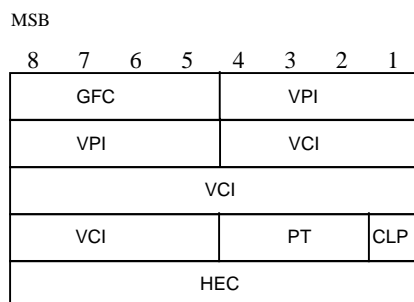 MSB
8 7 6 5 4 3 2 1
GFC VPI
VPI VCI
VCI
VCI PT CLP
HEC